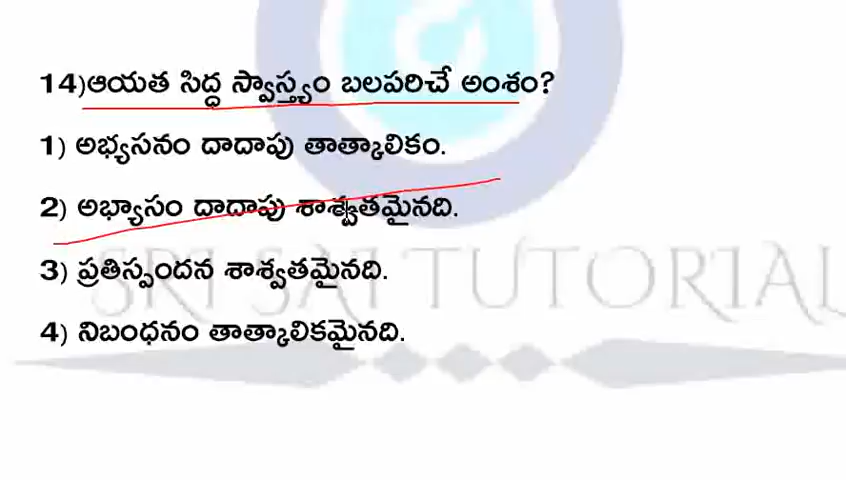 14)ఆయత సిద్ధ స్వాస్త్యం బలపరిచే అంశం?
1) అభ్యసనం దాదాపు తాత్కాలికం.
2) అభ్యాసం దాదాపు శాశ్వతమైనది.
3) ప్రతిస్పందన శాశ్వతమైనది.
4) నిబంధనం తాత్కాలికమైనది.
SRI SAI TUTORIAL